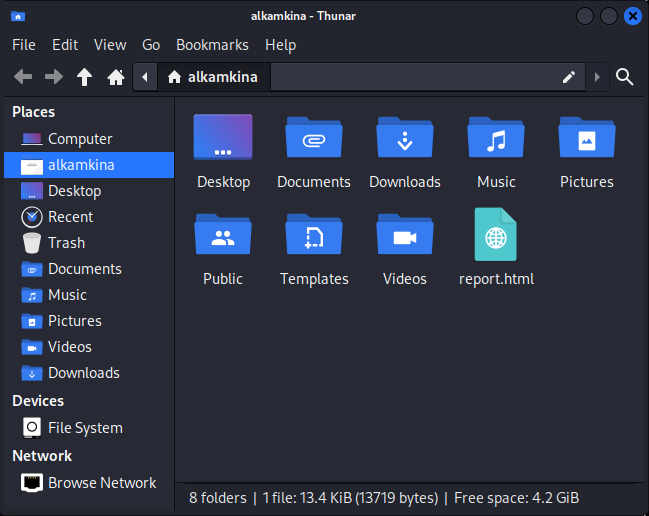 alkamkina - Thunar
File Edit View Go Bookmarks Help
alkamkina
Places
Computer
alkamkina
Desktop
Recent
Trash
Documents
Music
Pictures
Videos
Downloads
Devices
File System
Network
Browse Network
Desktop Documents Downloads Music Pictures
Public Templates Videos report.html
8 folders | 1 file: 13.4 KiB (13719 bytes) | Free space: 4.2 GiB